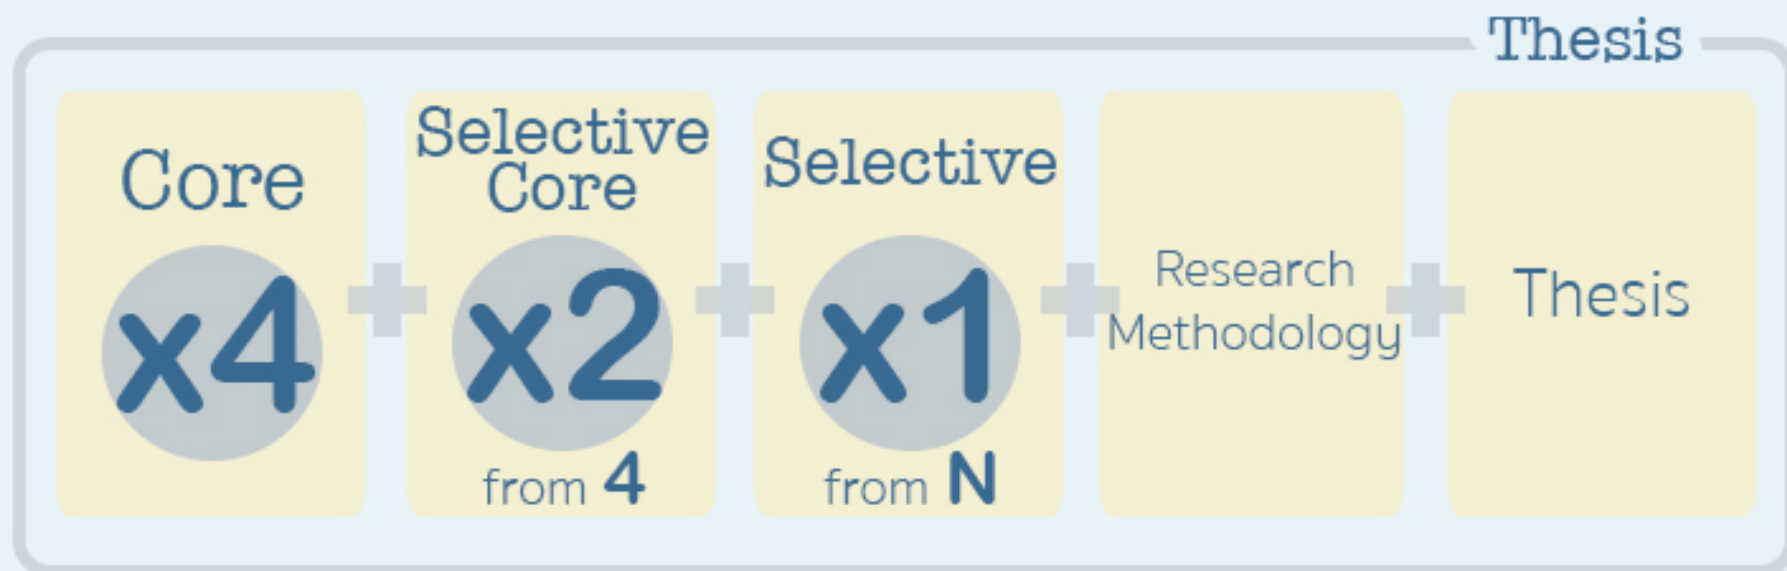 Thesis
Core
x4
Selective
Core
x2
from 4
Selective
x1
from N
Research
Methodology
Thesis